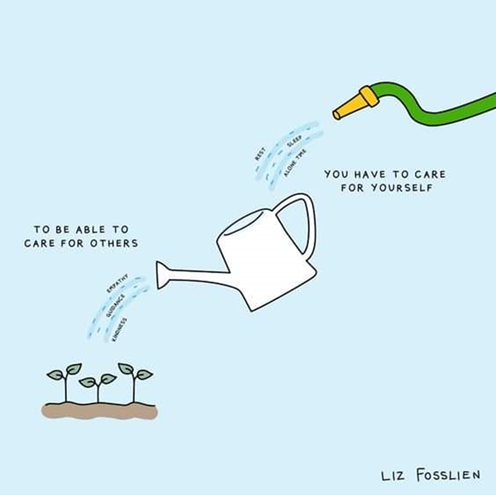 REST
SLEEP
ALONE TIME
YOU HAVE TO CARE
FOR YOURSELF
TO BE ABLE TO
CARE FOR OTHERS
EMPATHY
GUIDANCE
KINDNESS
LIZ FOSSLIEN